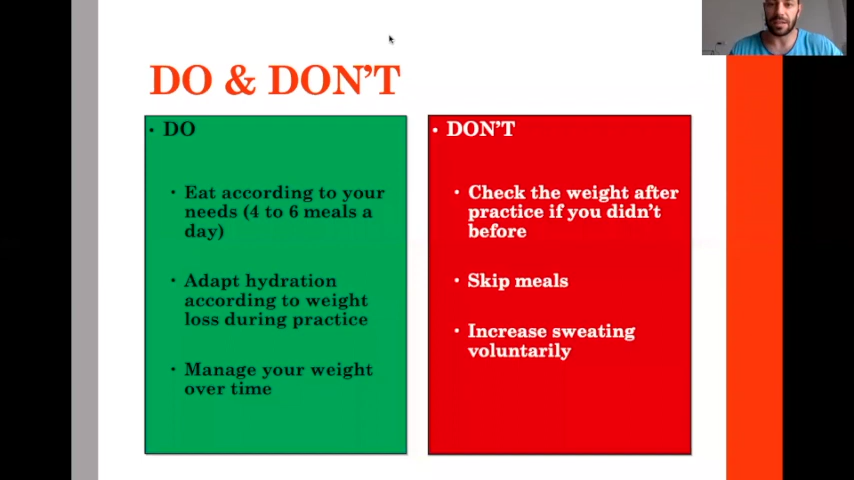 DO & DON'T
• DO
• Eat according to your
needs (4 to 6 meals a
day)
• Adapt hydration
according to weight
loss during practice
• Manage your weight
over time
• DON'T
• Check the weight after
practice if you didn't
before
• Skip meals
• Increase sweating
voluntarily